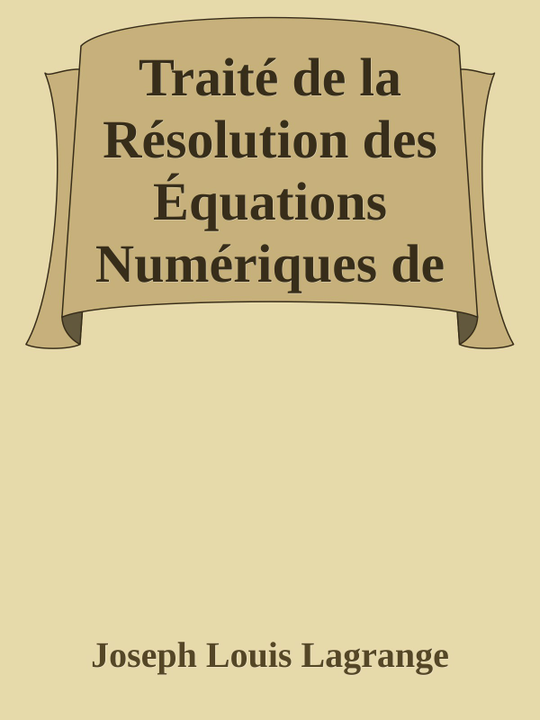 Traité de la
Résolution des
Équations
Numériques de
Joseph Louis Lagrange